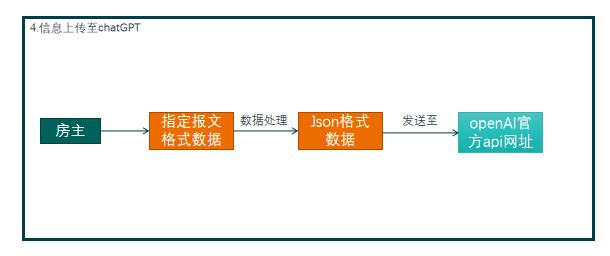 4.信息上传至chatGPT
房主
指定报文
格式数据
数据处理
Json格式
数据
发送至
openAI官
方api网址